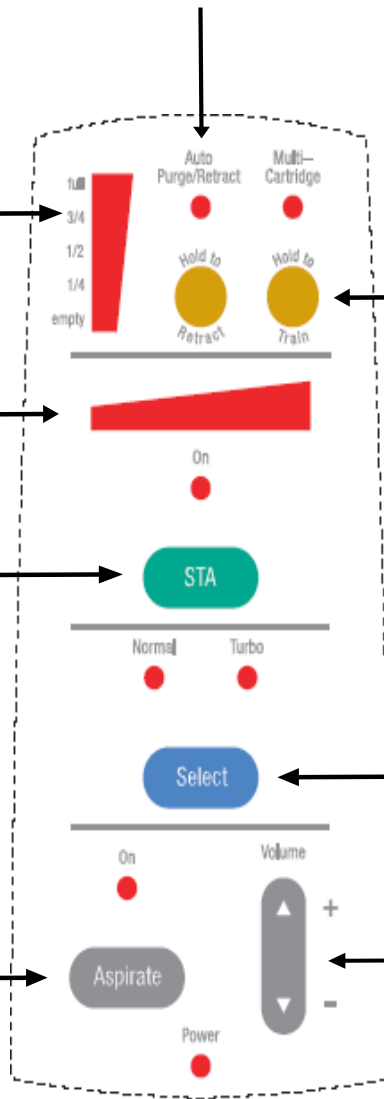 Auto
Purge/Retract
Multi—
Cartridge
full
3/4
1/2
1/4
empty
Hold to
Retract
Hold to
Train
On
STA
Normal
Turbo
Select
On
Volume
+
Aspirate
-
Power